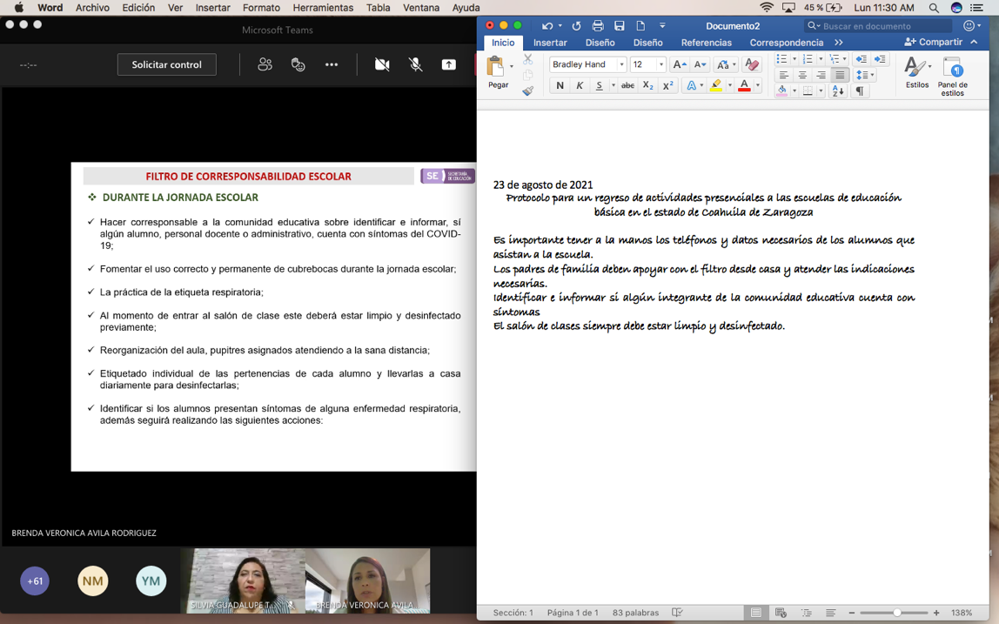 Word Archivo Edición Ver Insertar Formato Herramientas Tabla Ventana Ayuda
45 % Lun 11:30 AM
Microsoft Teams
--:--
Solicitar control
FILTRO DE CORRESPONSABILIDAD ESCOLAR
SE SECRETARÍA DE EDUCACIÓN
DURANTE LA JORNADA ESCOLAR
Hacer corresponsable a la comunidad educativa sobre identificar e informar, sí
algún alumno, personal docente o administrativo, cuenta con síntomas del COVID-
19;
Fomentar el uso correcto y permanente de cubrebocas durante la jornada escolar;
La práctica de la etiqueta respiratoria;
Al momento de entrar al salón de clase este deberá estar limpio y desinfectado
previamente;
Reorganización del aula, pupitres asignados atendiendo a la sana distancia;
Etiquetado individual de las pertenencias de cada alumno y llevarlas a casa
diariamente para desinfectarlas;
Identificar si los alumnos presentan síntomas de alguna enfermedad respiratoria,
además seguirá realizando las siguientes acciones:
BRENDA VERONICA AVILA RODRIGUEZ
+61
NM
YM
SILVIA GUADALUPE T...
BRENDA VERONICA AVILA ...
Documento2
Buscar en documento
Inicio Insertar Diseño Diseño Referencias Correspondencia
Compartir
Pegar
Bradley Hand 12
N K S abc X2 X2
Estilos
Panel de
estilos
23 de agosto de 2021
Protocolo para un regreso de actividades presenciales a las escuelas de educación
básica en el estado de Coahuila de Zaragoza
Es importante tener a la manos los teléfonos y datos necesarios de los alumnos que
asistan a la escuela.
Los padres de familia deben apoyar con el filtro desde casa y atender las indicaciones
necesarias.
Identificar e informar si algún integrante de la comunidad educativa cuenta con
síntomas
El salón de clases siempre debe estar limpio y desinfectado.
Sección: 1 Página 1 de 1 83 palabras
138%